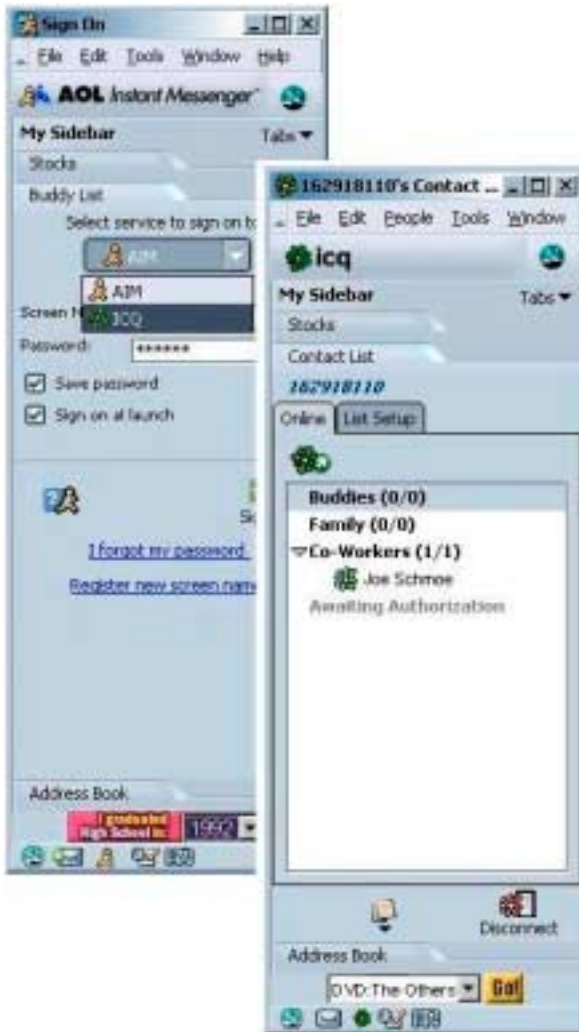 Sign On
File Edit Tools Window Help
AOL Instant Messenger
My Sidebar Tabs
Stocks
Buddy List
Select service to sign on to
AIM
AIM
ICQ
Screen N
Password: ******
Save password
Sign on at launch
I forgot my password
Register new screen name
Address Book
I graduated
High School in: 1992
162918110's Contact ...
File Edit People Tools Window
icq
My Sidebar Tabs
Stocks
Contact List
162918110
Online List Setup
Buddies (0/0)
Family (0/0)
Co-Workers (1/1)
Joe Schmoe
Awaiting Authorization
Disconnect
Address Book
DVD:The Others Go!